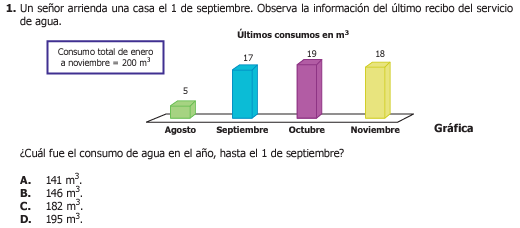 1. Un señor arrienda una casa el 1 de septiembre. Observa la información del último recibo del servicio
de agua.
Últimos consumos en m³
Consumo total de enero
a noviembre = 200 m³
5
17
19
18
Agosto Septiembre Octubre Noviembre
Gráfica
¿Cuál fue el consumo de agua en el año, hasta el 1 de septiembre?
A. 141 m³.
B. 146 m³.
C. 182 m³.
D. 195 m³.